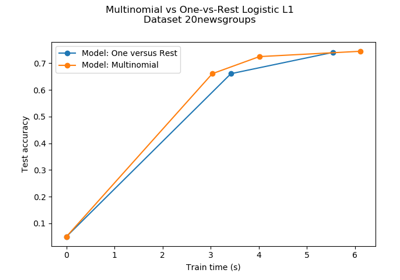 Multinomial vs One-vs-Rest Logistic L1
Dataset 20newsgroups
Model: One versus Rest
Model: Multinomial
0.7
0.6
0.5
0.4
0.3
0.2
0.1
Test accuracy
0 1 2 3 4 5 6
Train time (s)